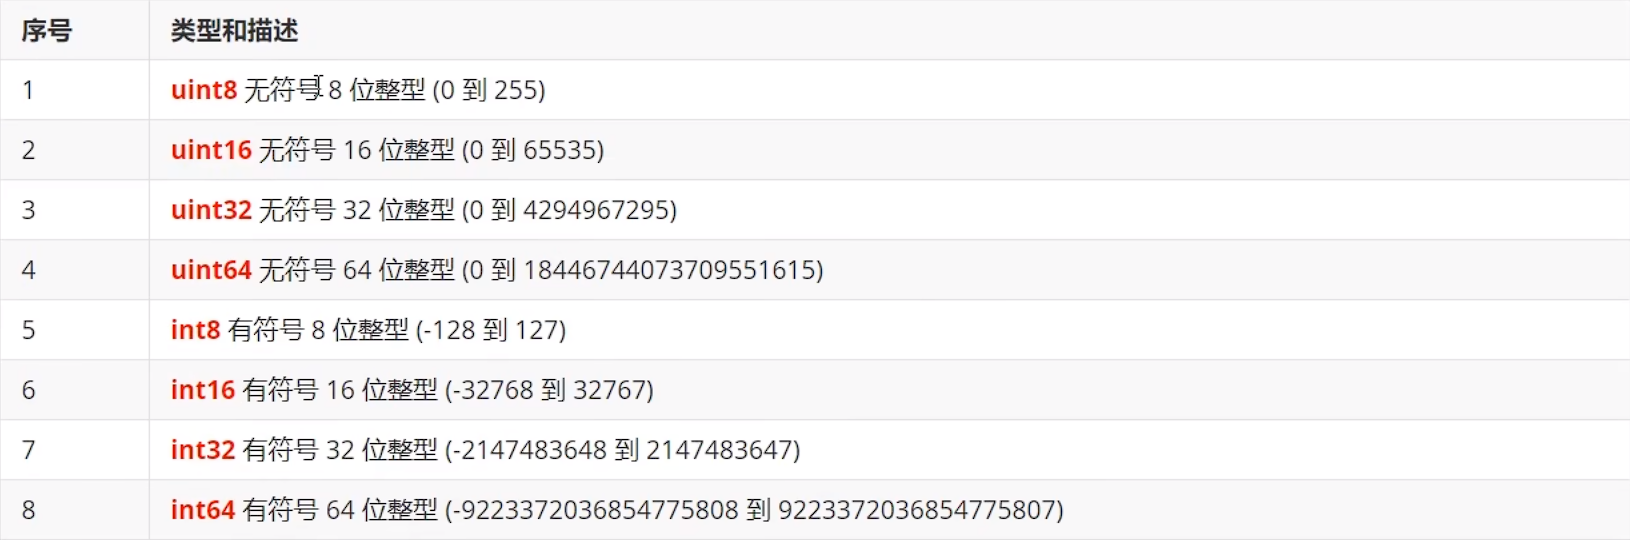 序号 类型和描述
1 uint8 无符号 8 位整型 (0 到 255)
2 uint16 无符号 16 位整型 (0 到 65535)
3 uint32 无符号 32 位整型 (0 到 4294967295)
4 uint64 无符号 64 位整型 (0 到 18446744073709551615)
5 int8 有符号 8 位整型 (-128 到 127)
6 int16 有符号 16 位整型 (-32768 到 32767)
7 int32 有符号 32 位整型 (-2147483648 到 2147483647)
8 int64 有符号 64 位整型 (-9223372036854775808 到 9223372036854775807)